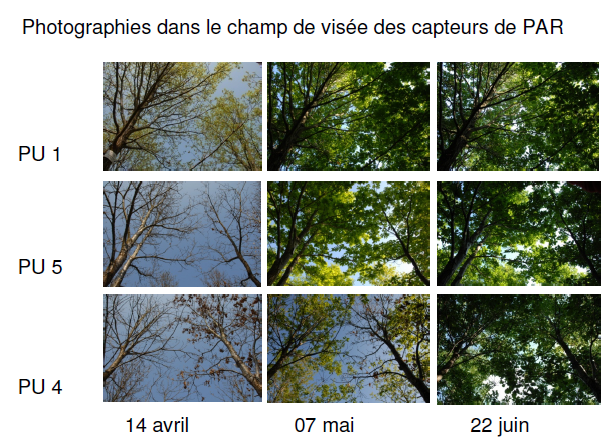 Photographies dans le champ de visée des capteurs de PAR
PU 1
PU 5
PU 4
14 avril 07 mai 22 juin